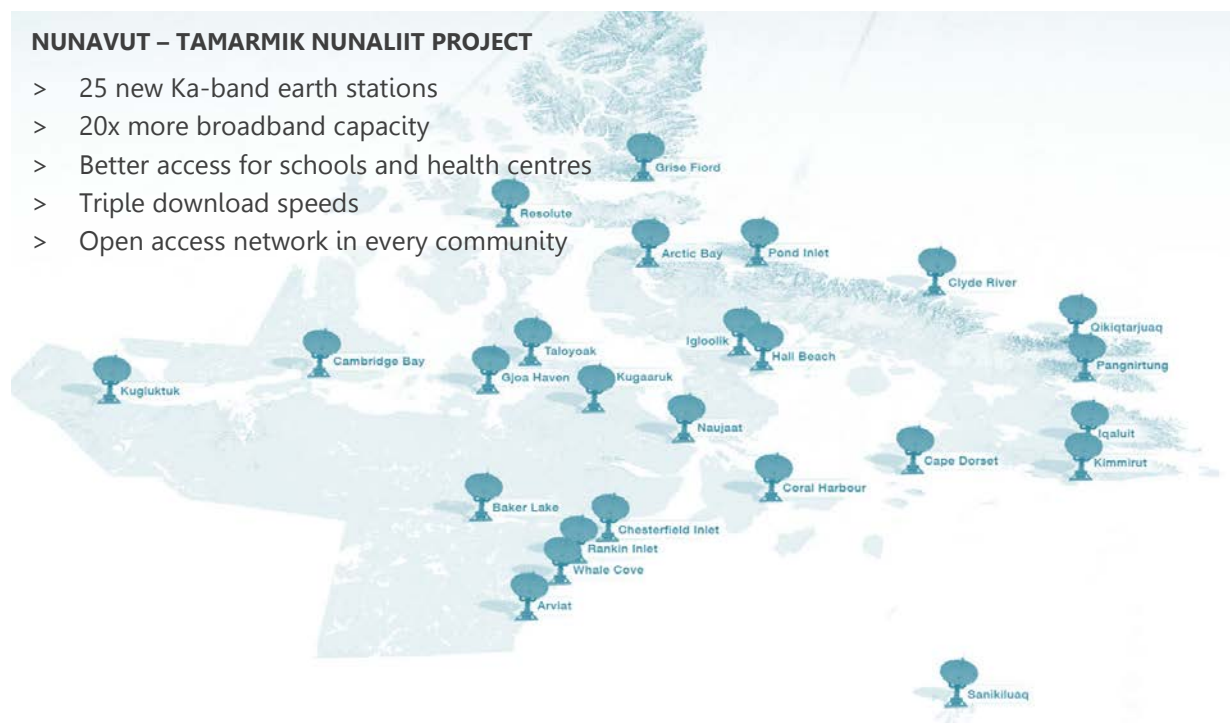 NUNAVUT – TAMARMIK NUNALIIT PROJECT
> 25 new Ka-band earth stations
> 20x more broadband capacity
> Better access for schools and health centres
> Triple download speeds
> Open access network in every community
Grise Fiord
Resolute
Arctic Bay
Pond Inlet
Clyde River
Qikiqtarjuaq
Igloolik
Hall Beach
Pangnirtung
Taloyoak
Cambridge Bay
Gjoa Haven
Kugaaruk
Kugluktuk
Naujaat
Iqaluit
Cape Dorset
Kimmirut
Coral Harbour
Baker Lake
Chesterfield Inlet
Rankin Inlet
Whale Cove
Arviat
Sanikiluaq